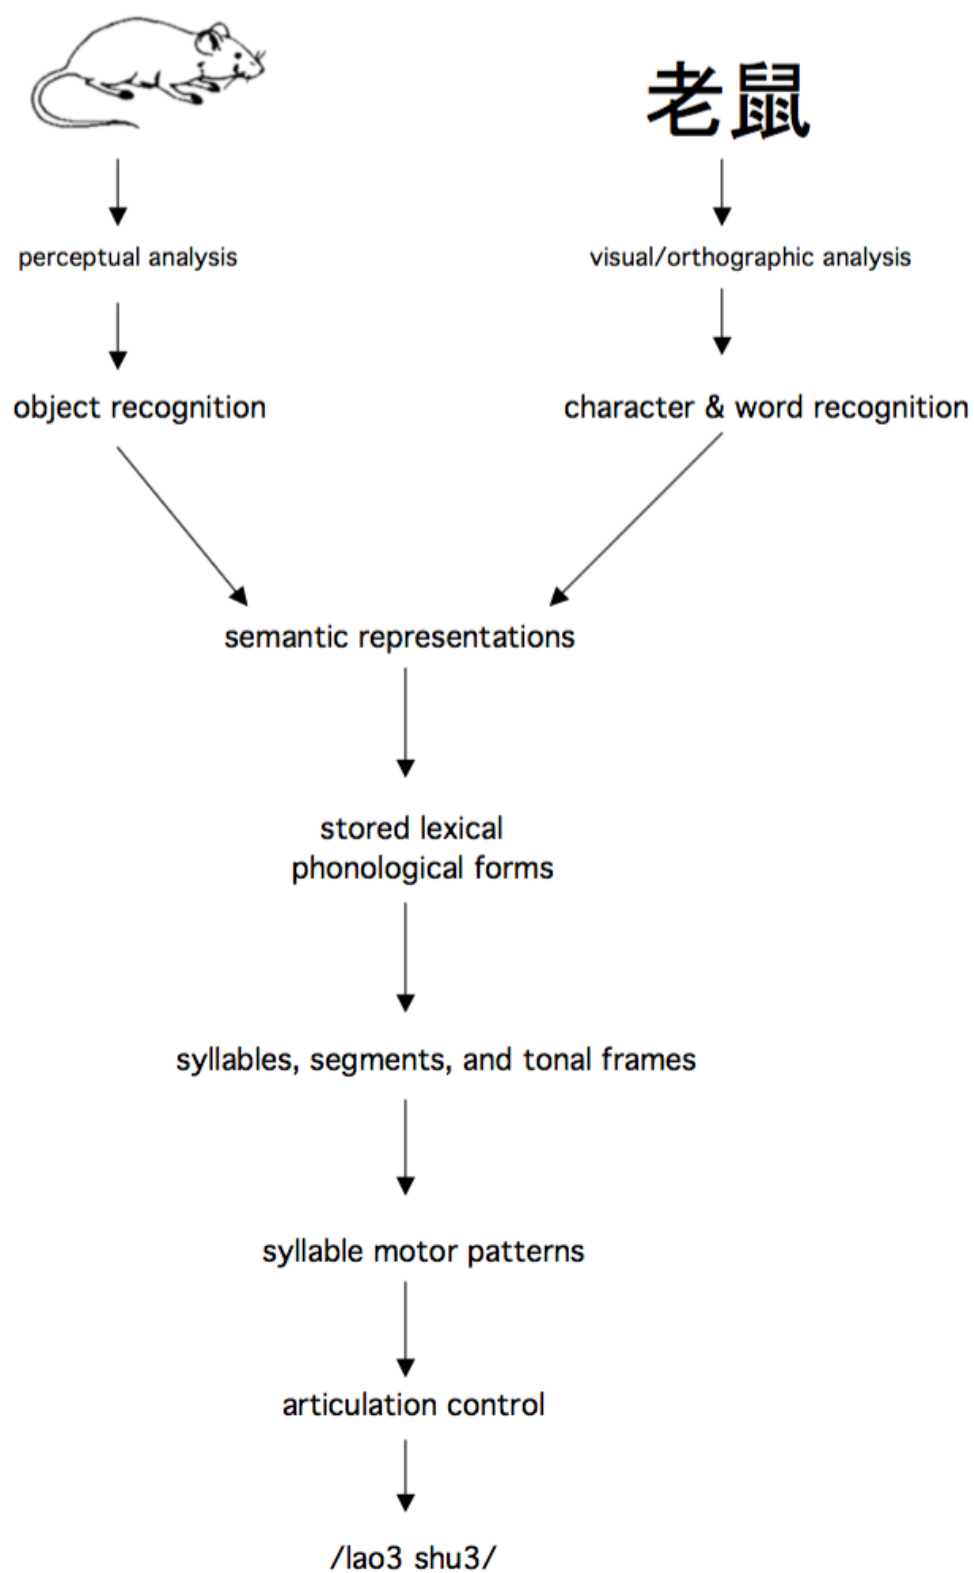 老鼠
perceptual analysis
visual/orthographic analysis
object recognition
character & word recognition
semantic representations
stored lexical
phonological forms
syllables, segments, and tonal frames
syllable motor patterns
articulation control
/lao3 shu3/